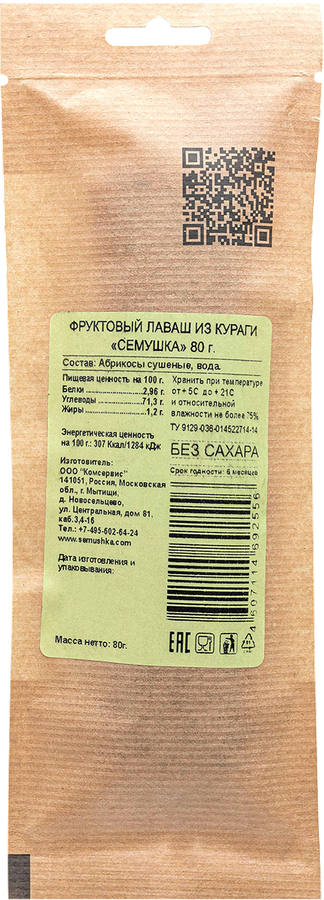 ФРУКТОВЫЙ ЛАВАШ ИЗ КУРАГИ
«СЕМУШКА» 80 г.
Состав: Абрикосы сушеные, вода.
Пищевая ценность на 100 г.
Белки 2,96 г.
Углеводы 71,3 г.
Жиры 1,2 г.
Энергетическая ценность
на 100 г.: 307 Ккал/1284 кДж
Изготовитель:
ООО "Комсервис"
141051, Россия, Московская
обл., г. Мытищи,
д. Новосельцево,
ул. Центральная, дом 81,
каб.3,4-16
Тел.: +7-495-602-64-24
www.semushka.com
Дата изготовления и
упаковывания:
Масса нетто: 80г.
Хранить при температуре
от + 5С до + 21С
и относительной
влажности не более 75%
ТУ 9129-036-014522714-14
БЕЗ САХАРА
Срок годности: 6 месяцев
4 607114 692556
EAC